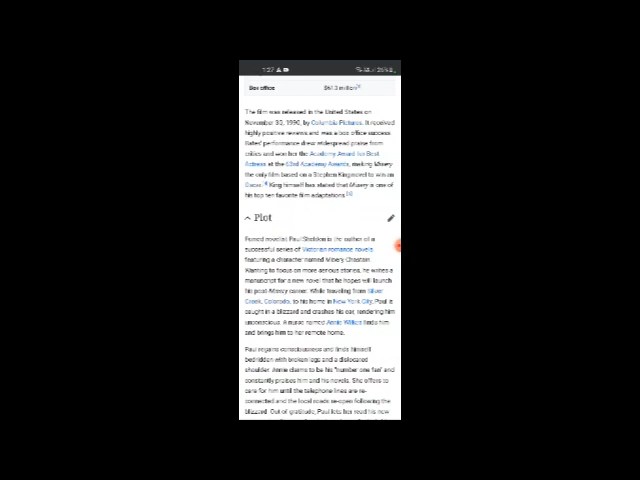 1:27
Box office $61.3 million
The film was released in the United States on
November 30, 1990, by Columbia Pictures. It received
highly positive reviews and was a box office success.
Bates' performance drew widespread praise from
critics and won her the Academy Award for Best
Actress at the 63rd Academy Awards, making Misery
the only film based on a Stephen King novel to win an
Oscar. King himself has stated that Misery is one of
his top ten favorite film adaptations.
Plot
Famed novelist Paul Sheldon is the author of a
successful series of Victorian romance novels
featuring a character named Misery Chastain.
Wanting to focus on more serious stories, he writes a
manuscript for a new novel that he hopes will launch
his post-Misery career. While traveling from Silver
Creek, Colorado, to his home in New York City, Paul is
caught in a blizzard and crashes his car, rendering him
unconscious. A nurse named Annie Wilkes finds him
and brings him to her remote home.
Paul regains consciousness and finds himself
bedridden with broken legs and a dislocated
shoulder. Annie claims to be his "number one fan" and
constantly praises him and his novels. She offers to
care for him until the telephone lines are re-
connected and the local roads re-open following the
blizzard. Out of gratitude, Paul lets her read his new